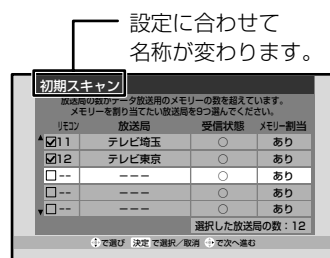 設定に合わせて
名称が変わります。
初期スキャン
放送局の数がデータ放送用のメモリーの数を超えています。
メモリーを割り当てたい放送局を9つ選んでください。
リモコン 放送局 受信状態 メモリー割当
☑11 テレビ埼玉 ○ あり
☑12 テレビ東京 ○ あり
□-- --- ○ あり
□-- --- ○ あり
□-- --- ○ あり
選択した放送局の数:12
で選び 決定 で選択/取消 で次へ進む